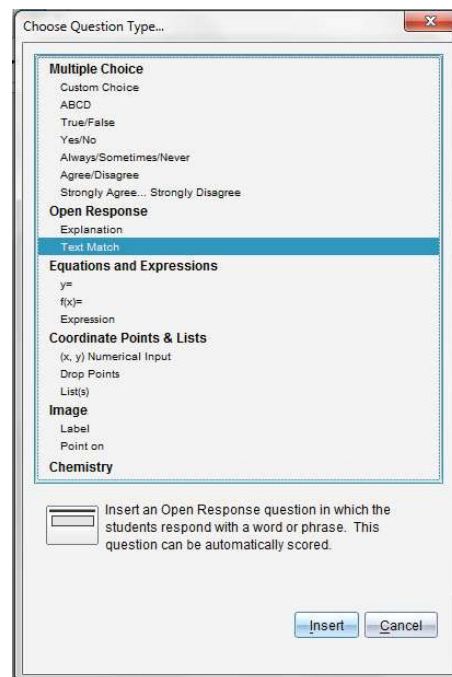 Choose Question Type...
Multiple Choice
Custom Choice
ABCD
True/False
Yes/No
Always/Sometimes/Never
Agree/Disagree
Strongly Agree... Strongly Disagree
Open Response
Explanation
Text Match
Equations and Expressions
y=
f(x)=
Expression
Coordinate Points & Lists
(x, y) Numerical Input
Drop Points
List(s)
Image
Label
Point on
Chemistry
Insert an Open Response question in which the
students respond with a word or phrase. This
question can be automatically scored.
Insert Cancel